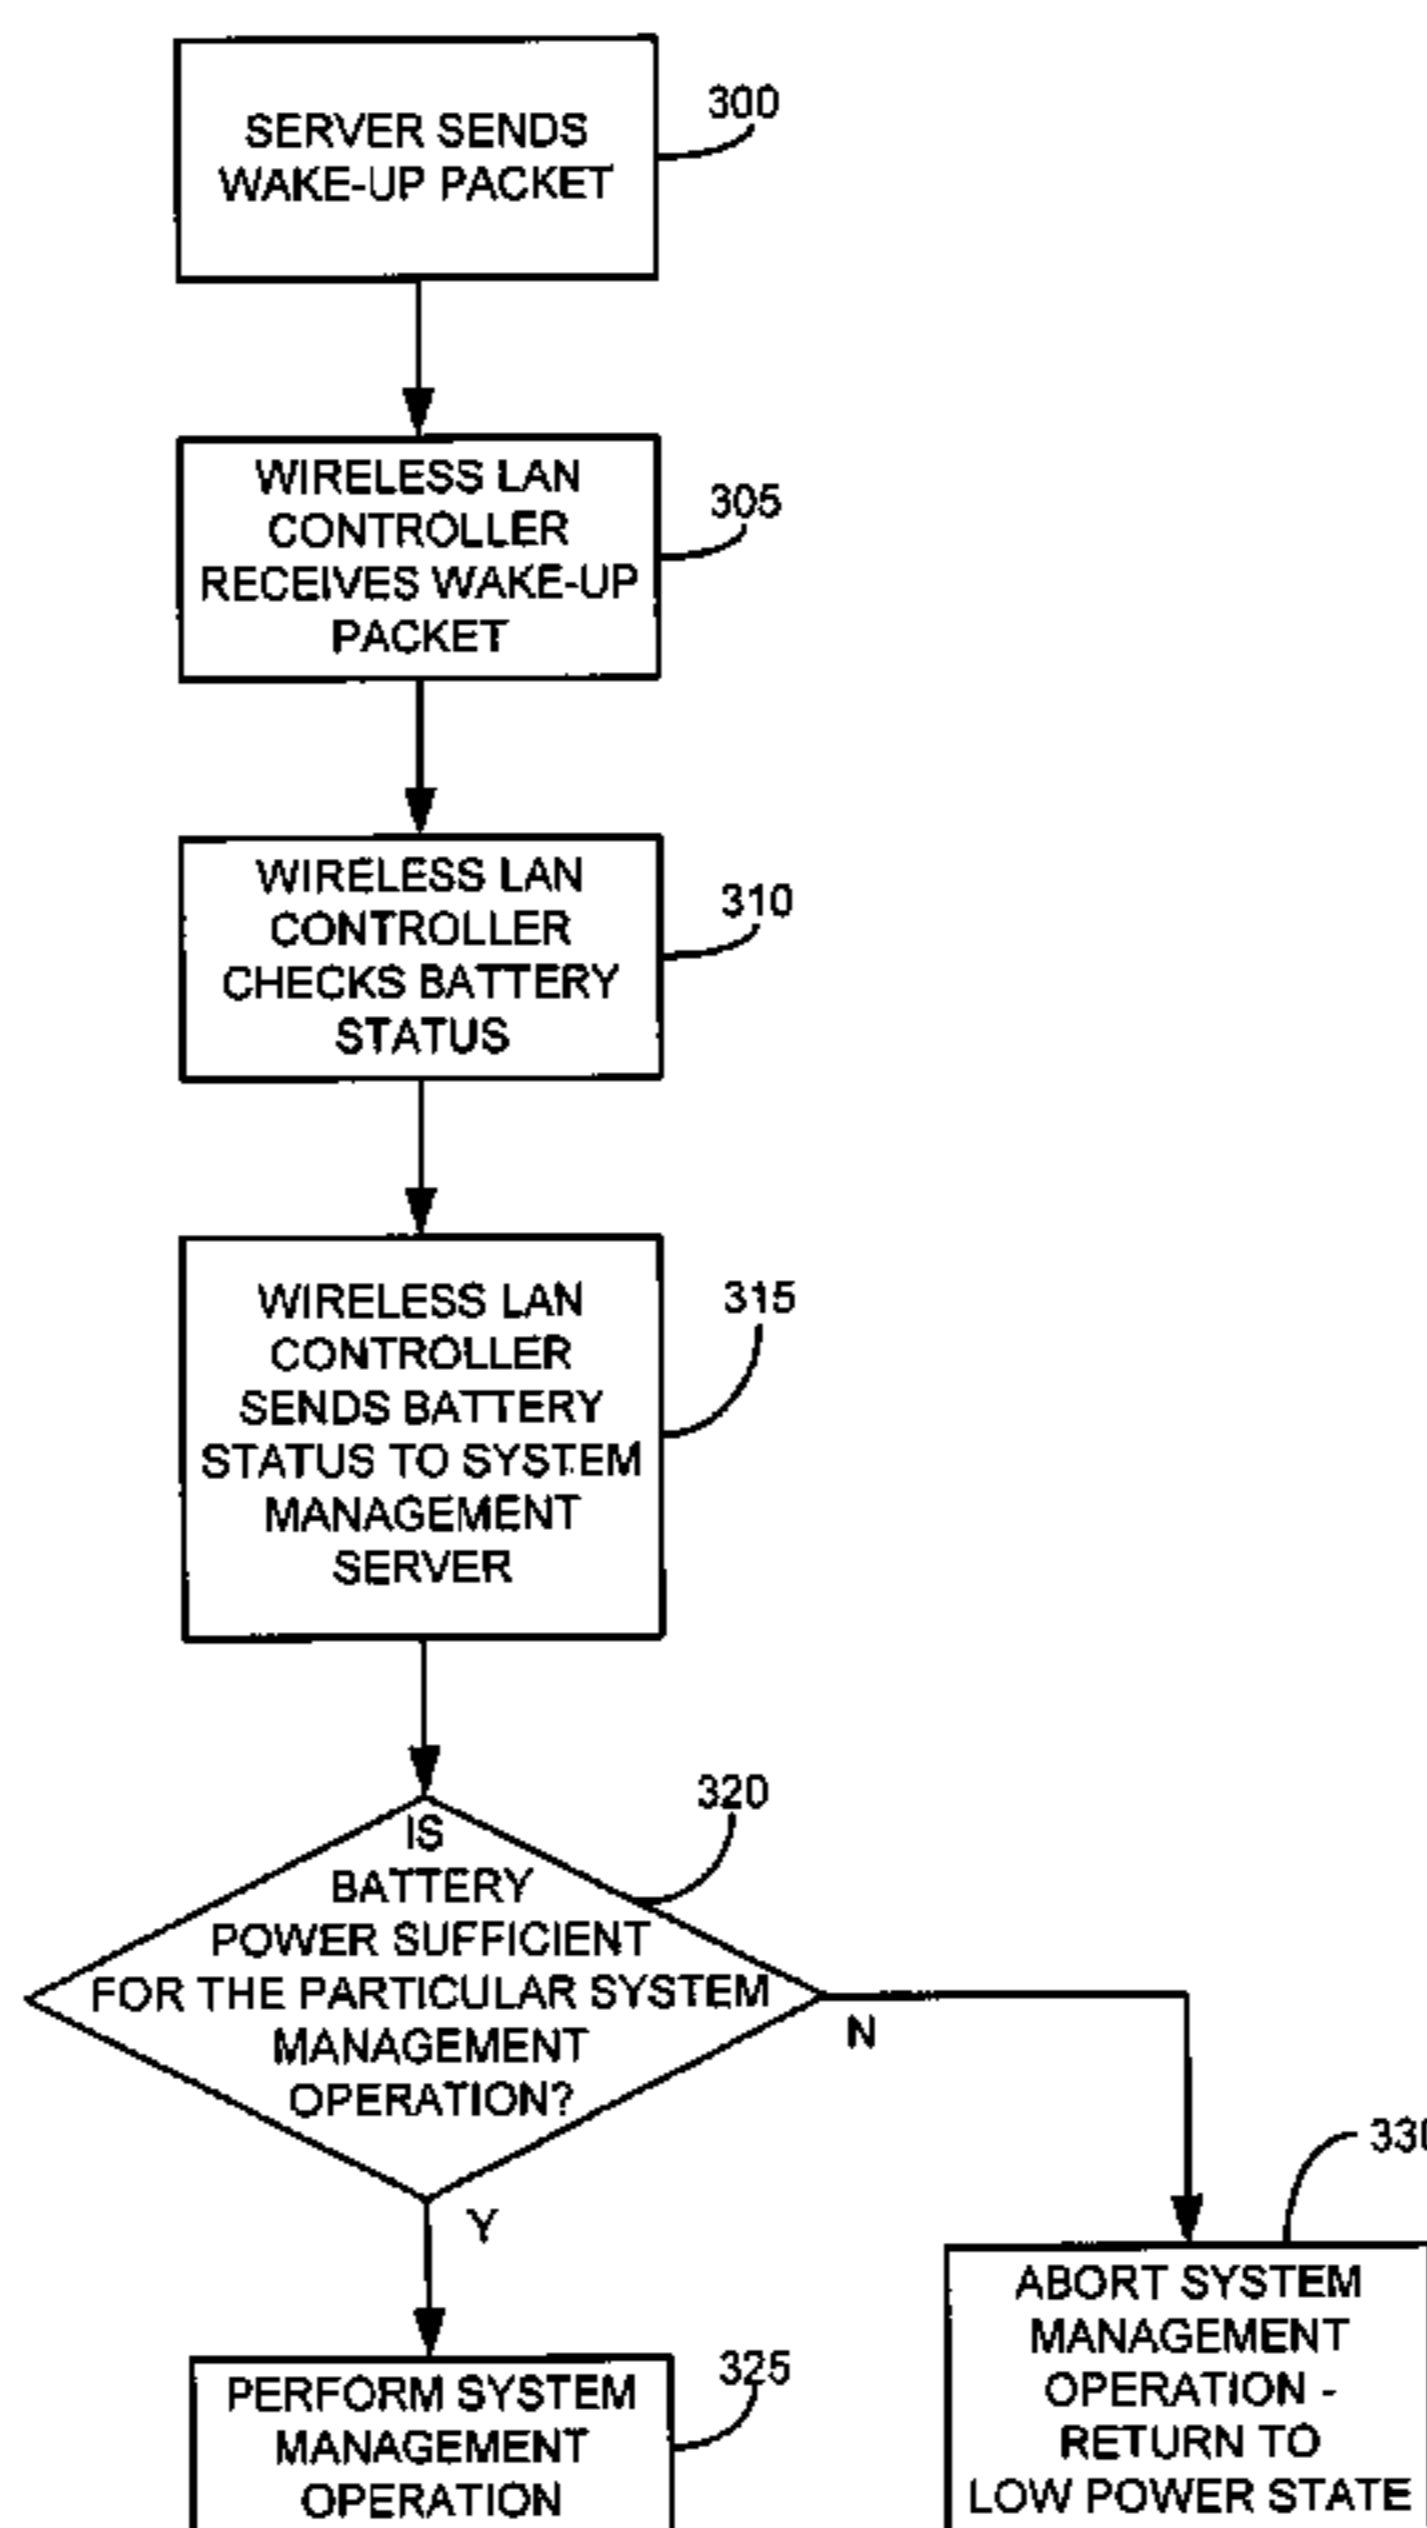 SERVER SENDS
WAKE-UP PACKET
300
WIRELESS LAN
CONTROLLER
RECEIVES WAKE-UP
PACKET
305
WIRELESS LAN
CONTROLLER
CHECKS BATTERY
STATUS
310
WIRELESS LAN
CONTROLLER
SENDS BATTERY
STATUS TO SYSTEM
MANAGEMENT
SERVER
315
320
IS
BATTERY
POWER SUFFICIENT
FOR THE PARTICULAR SYSTEM
MANAGEMENT
OPERATION?
N
Y
330
ABORT SYSTEM
MANAGEMENT
OPERATION -
RETURN TO
LOW POWER STATE
325
PERFORM SYSTEM
MANAGEMENT
OPERATION